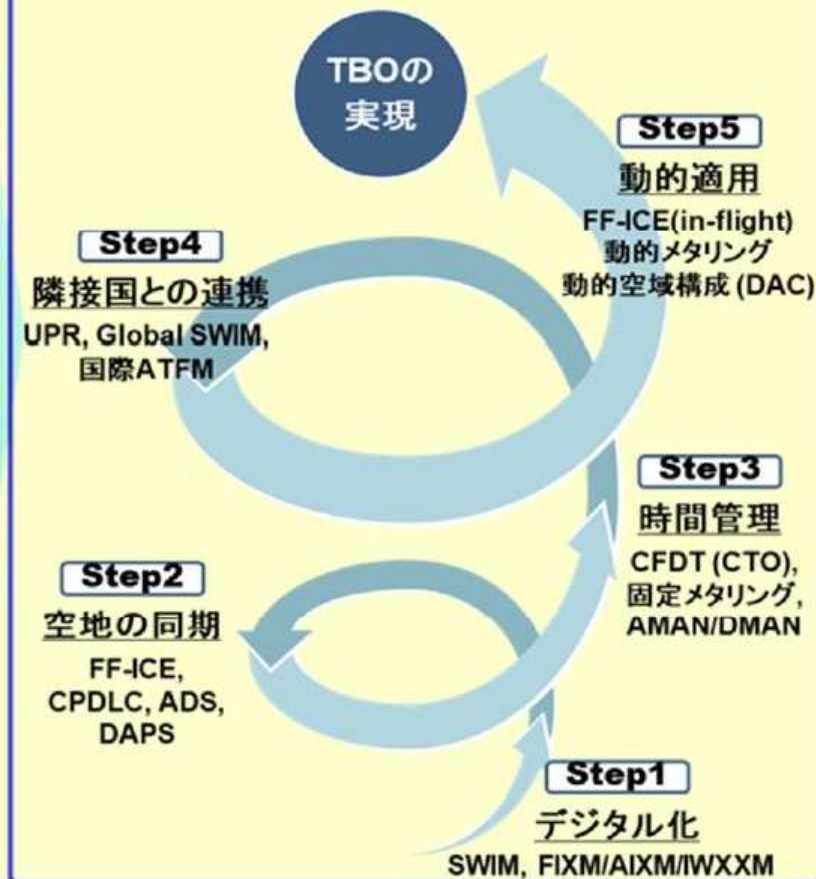 TBOの
実現
Step5
動的適用
FF-ICE(in-flight)
動的メタリング
動的空域構成 (DAC)
Step4
隣接国との連携
UPR, Global SWIM,
国際ATFM
Step3
時間管理
CFDT (CTO),
固定メタリング,
AMAN/DMAN
Step2
空地の同期
FF-ICE,
CPDLC, ADS,
DAPS
Step1
デジタル化
SWIM, FIXM/AIXM/IWXXM